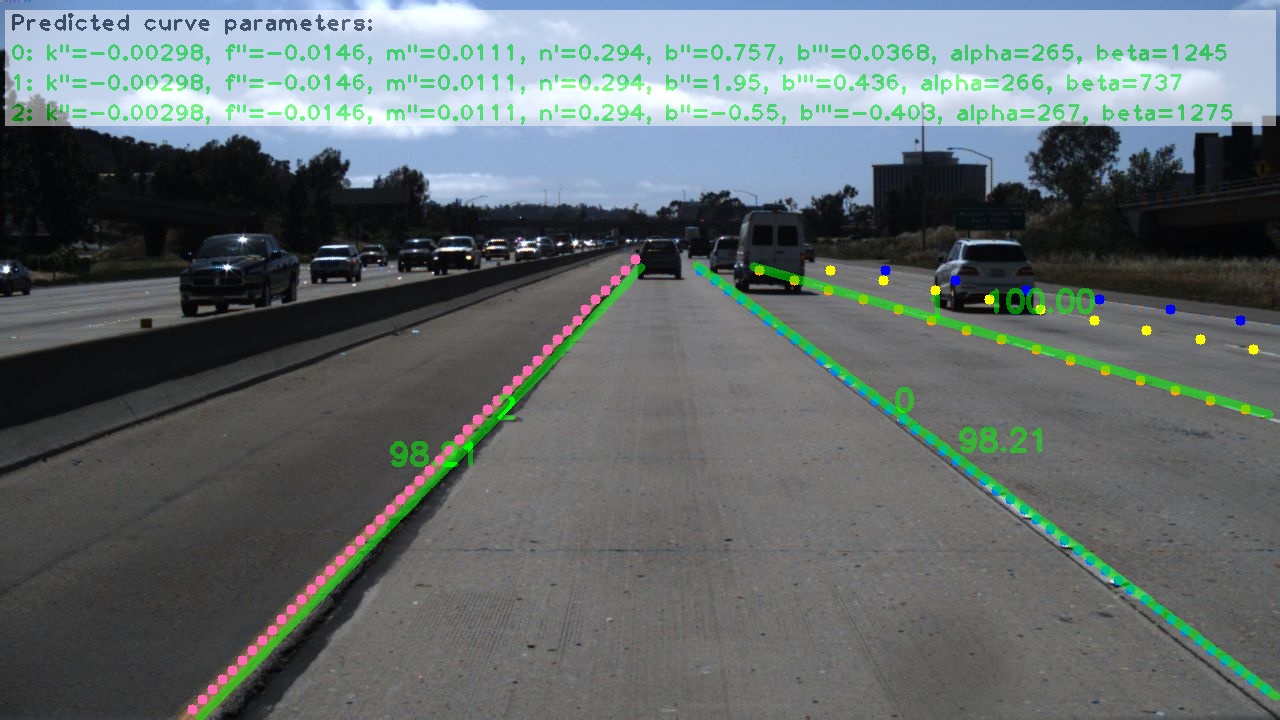 Predicted curve parameters:
0: k''=-0.00298, f''=-0.0146, m''=0.0111, n'=0.294, b''=0.757, b'''=0.0368, alpha=265, beta=1245
1: k''=-0.00298, f''=-0.0146, m''=0.0111, n'=0.294, b''=1.95, b'''=0.436, alpha=266, beta=737
2: k''=-0.00298, f''=-0.0146, m''=0.0111, n'=0.294, b''=-0.55, b'''=-0.403, alpha=267, beta=1275
1 100.00
2 0
98.21 98.21